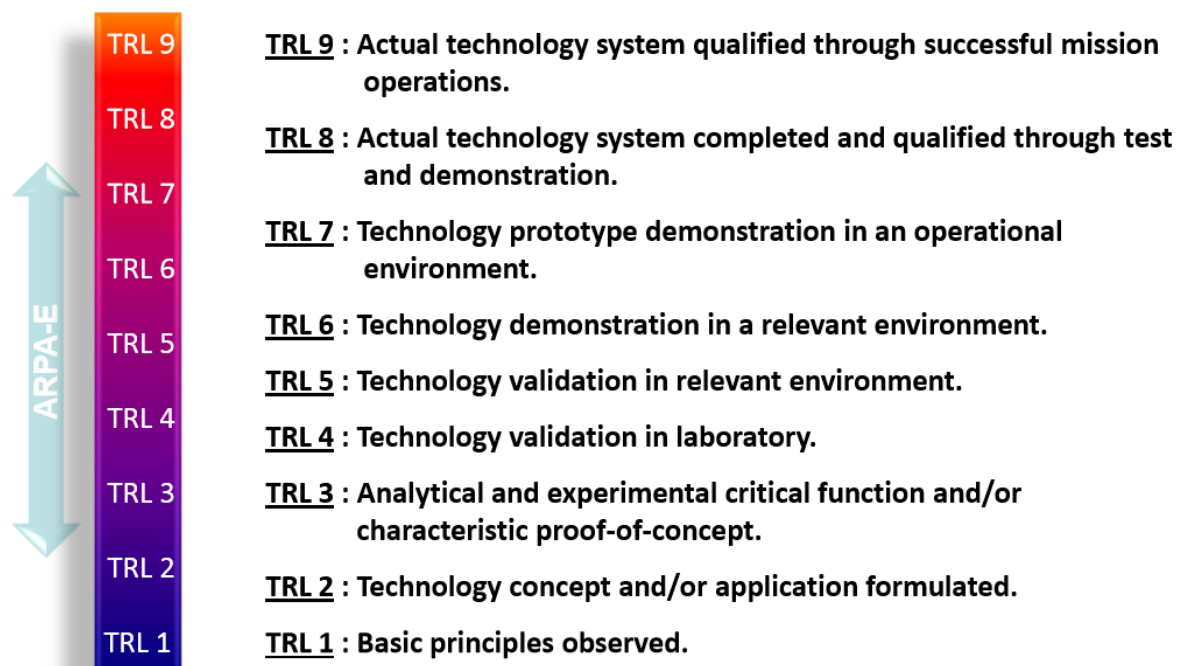 ARPA-E
TRL 9
TRL 8
TRL 7
TRL 6
TRL 5
TRL 4
TRL 3
TRL 2
TRL 1
TRL 9 : Actual technology system qualified through successful mission
operations.
TRL 8 : Actual technology system completed and qualified through test
and demonstration.
TRL 7 : Technology prototype demonstration in an operational
environment.
TRL 6 : Technology demonstration in a relevant environment.
TRL 5 : Technology validation in relevant environment.
TRL 4 : Technology validation in laboratory.
TRL 3 : Analytical and experimental critical function and/or
characteristic proof-of-concept.
TRL 2 : Technology concept and/or application formulated.
TRL 1 : Basic principles observed.